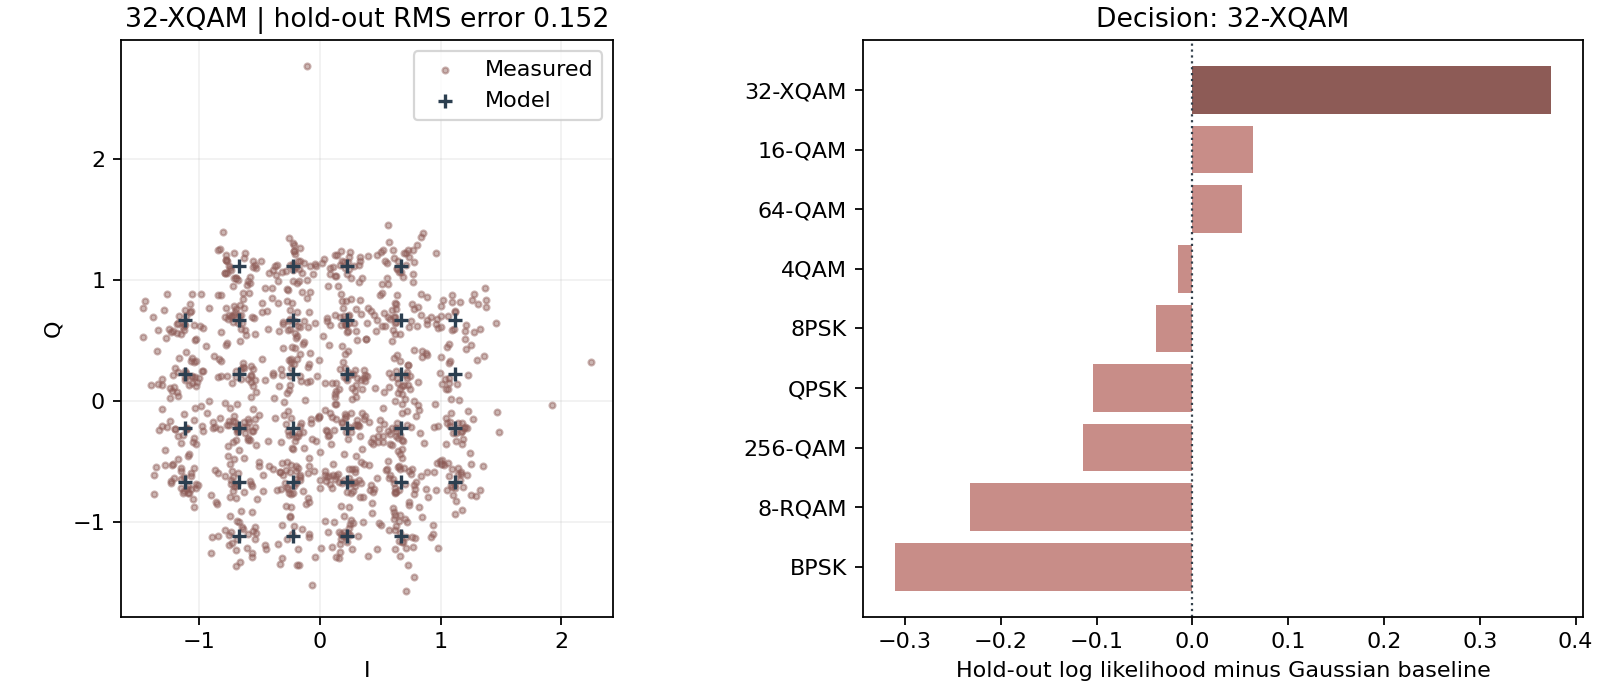 32-XQAM | hold-out RMS error 0.152
Measured
Model
2
1
0
−1
Q
−1
0
1
2
I
Decision: 32-XQAM
32-XQAM
16-QAM
64-QAM
4QAM
8PSK
QPSK
256-QAM
8-RQAM
BPSK
−0.3
−0.2
−0.1
0.0
0.1
0.2
0.3
0.4
Hold-out log likelihood minus Gaussian baseline